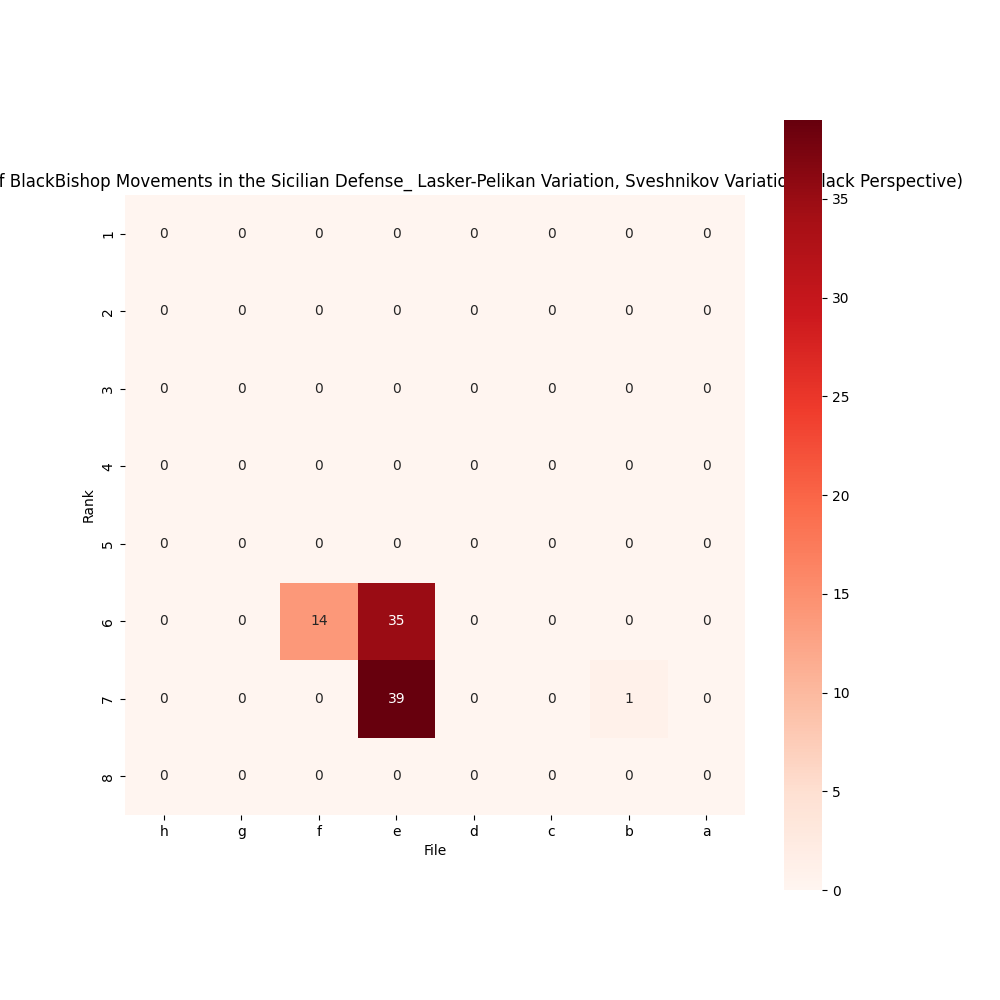 f BlackBishop Movements in the Sicilian Defense_ Lasker-Pelikan Variation, Sveshnikov Variatio lack Perspective)
1 0 0 0 0 0 0 0 0
2 0 0 0 0 0 0 0 0
3 0 0 0 0 0 0 0 0
4 0 0 0 0 0 0 0 0
5 0 0 0 0 0 0 0 0
6 0 0 14 35 0 0 0 0
7 0 0 0 39 0 0 1 0
8 0 0 0 0 0 0 0 0
h g f e d c b a
File
Rank
35
30
25
20
15
10
5
0